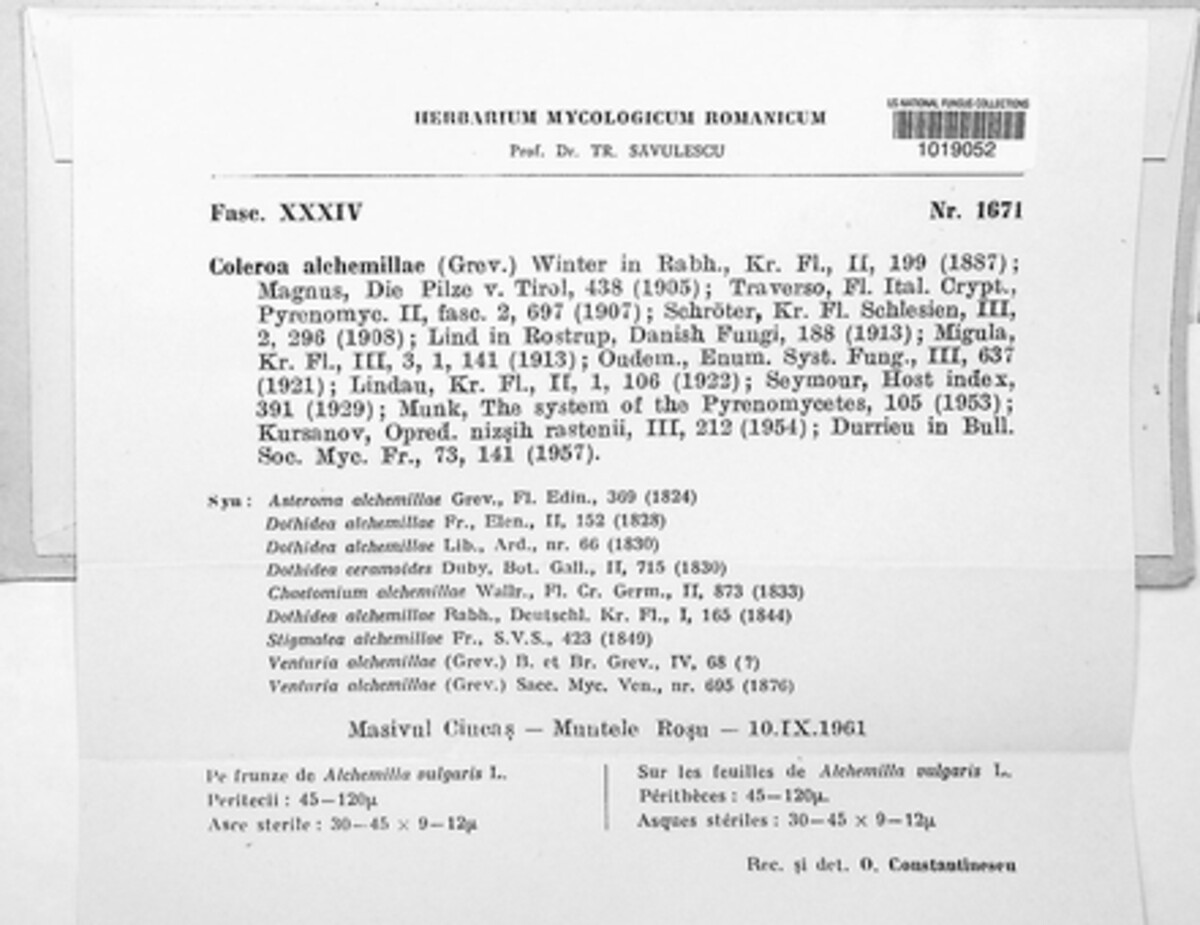 US NATIONAL FUNGUS COLLECTIONS
1019052
HERBARIUM MYCOLOGICUM ROMANICUM
Prof. Dr. TR. SĂVULESCU
Fasc. XXXIV Nr. 1671
Coleroa alchemillae (Grev.) Winter in Rabh., Kr. Fl., II, 199 (1887);
Magnus, Die Pilze v. Tirol, 438 (1905); Traverso, Fl. Ital. Crypt.,
Pyrenomyc. II, fasc. 2, 697 (1907); Schröter, Kr. Fl. Schlesien, III,
2, 296 (1908); Lind in Rostrup, Danish Fungi, 188 (1913); Migula,
Kr. Fl., III, 3, 1, 141 (1913); Oudem., Enum. Syst. Fung., III, 637
(1921); Lindau, Kr. Fl., II, 1, 106 (1922); Seymour, Host index,
391 (1929); Munk, The system of the Pyrenomycetes, 105 (1953);
Kursanov, Opred. nizșih rastenii, III, 212 (1954); Durrieu in Bull.
Soc. Myc. Fr., 73, 141 (1957).
Syn: Asteroma alchemillae Grev., Fl. Edin., 369 (1824)
Dothidea alchemillae Fr., Elen., II, 152 (1828)
Dothidea alchemillae Lib., Ard., nr. 66 (1830)
Dothidea ceramoides Duby, Bot. Gall., II, 715 (1830)
Chaetomium alchemillae Wallr., Fl. Cr. Germ., II, 873 (1833)
Dothidea alchemillae Rabh., Deutschl. Kr. Fl., I, 165 (1844)
Stigmatea alchemillae Fr., S.V.S., 423 (1849)
Venturia alchemillae (Grev.) B. et Br. Grev., IV, 68 (?)
Venturia alchemillae (Grev.) Sacc. Myc. Ven., nr. 695 (1876)
Masivul Ciucaș — Muntele Roșu — 10.IX.1961
Pe frunze de Alchemilla vulgaris L.
Peritecii: 45—120μ
Asce sterile: 30—45 × 9—12μ
Sur les feuilles de Alchemilla vulgaris L.
Périthèces: 45—120μ.
Asques stériles: 30—45 × 9—12μ
Rec. și det. O. Constantinescu